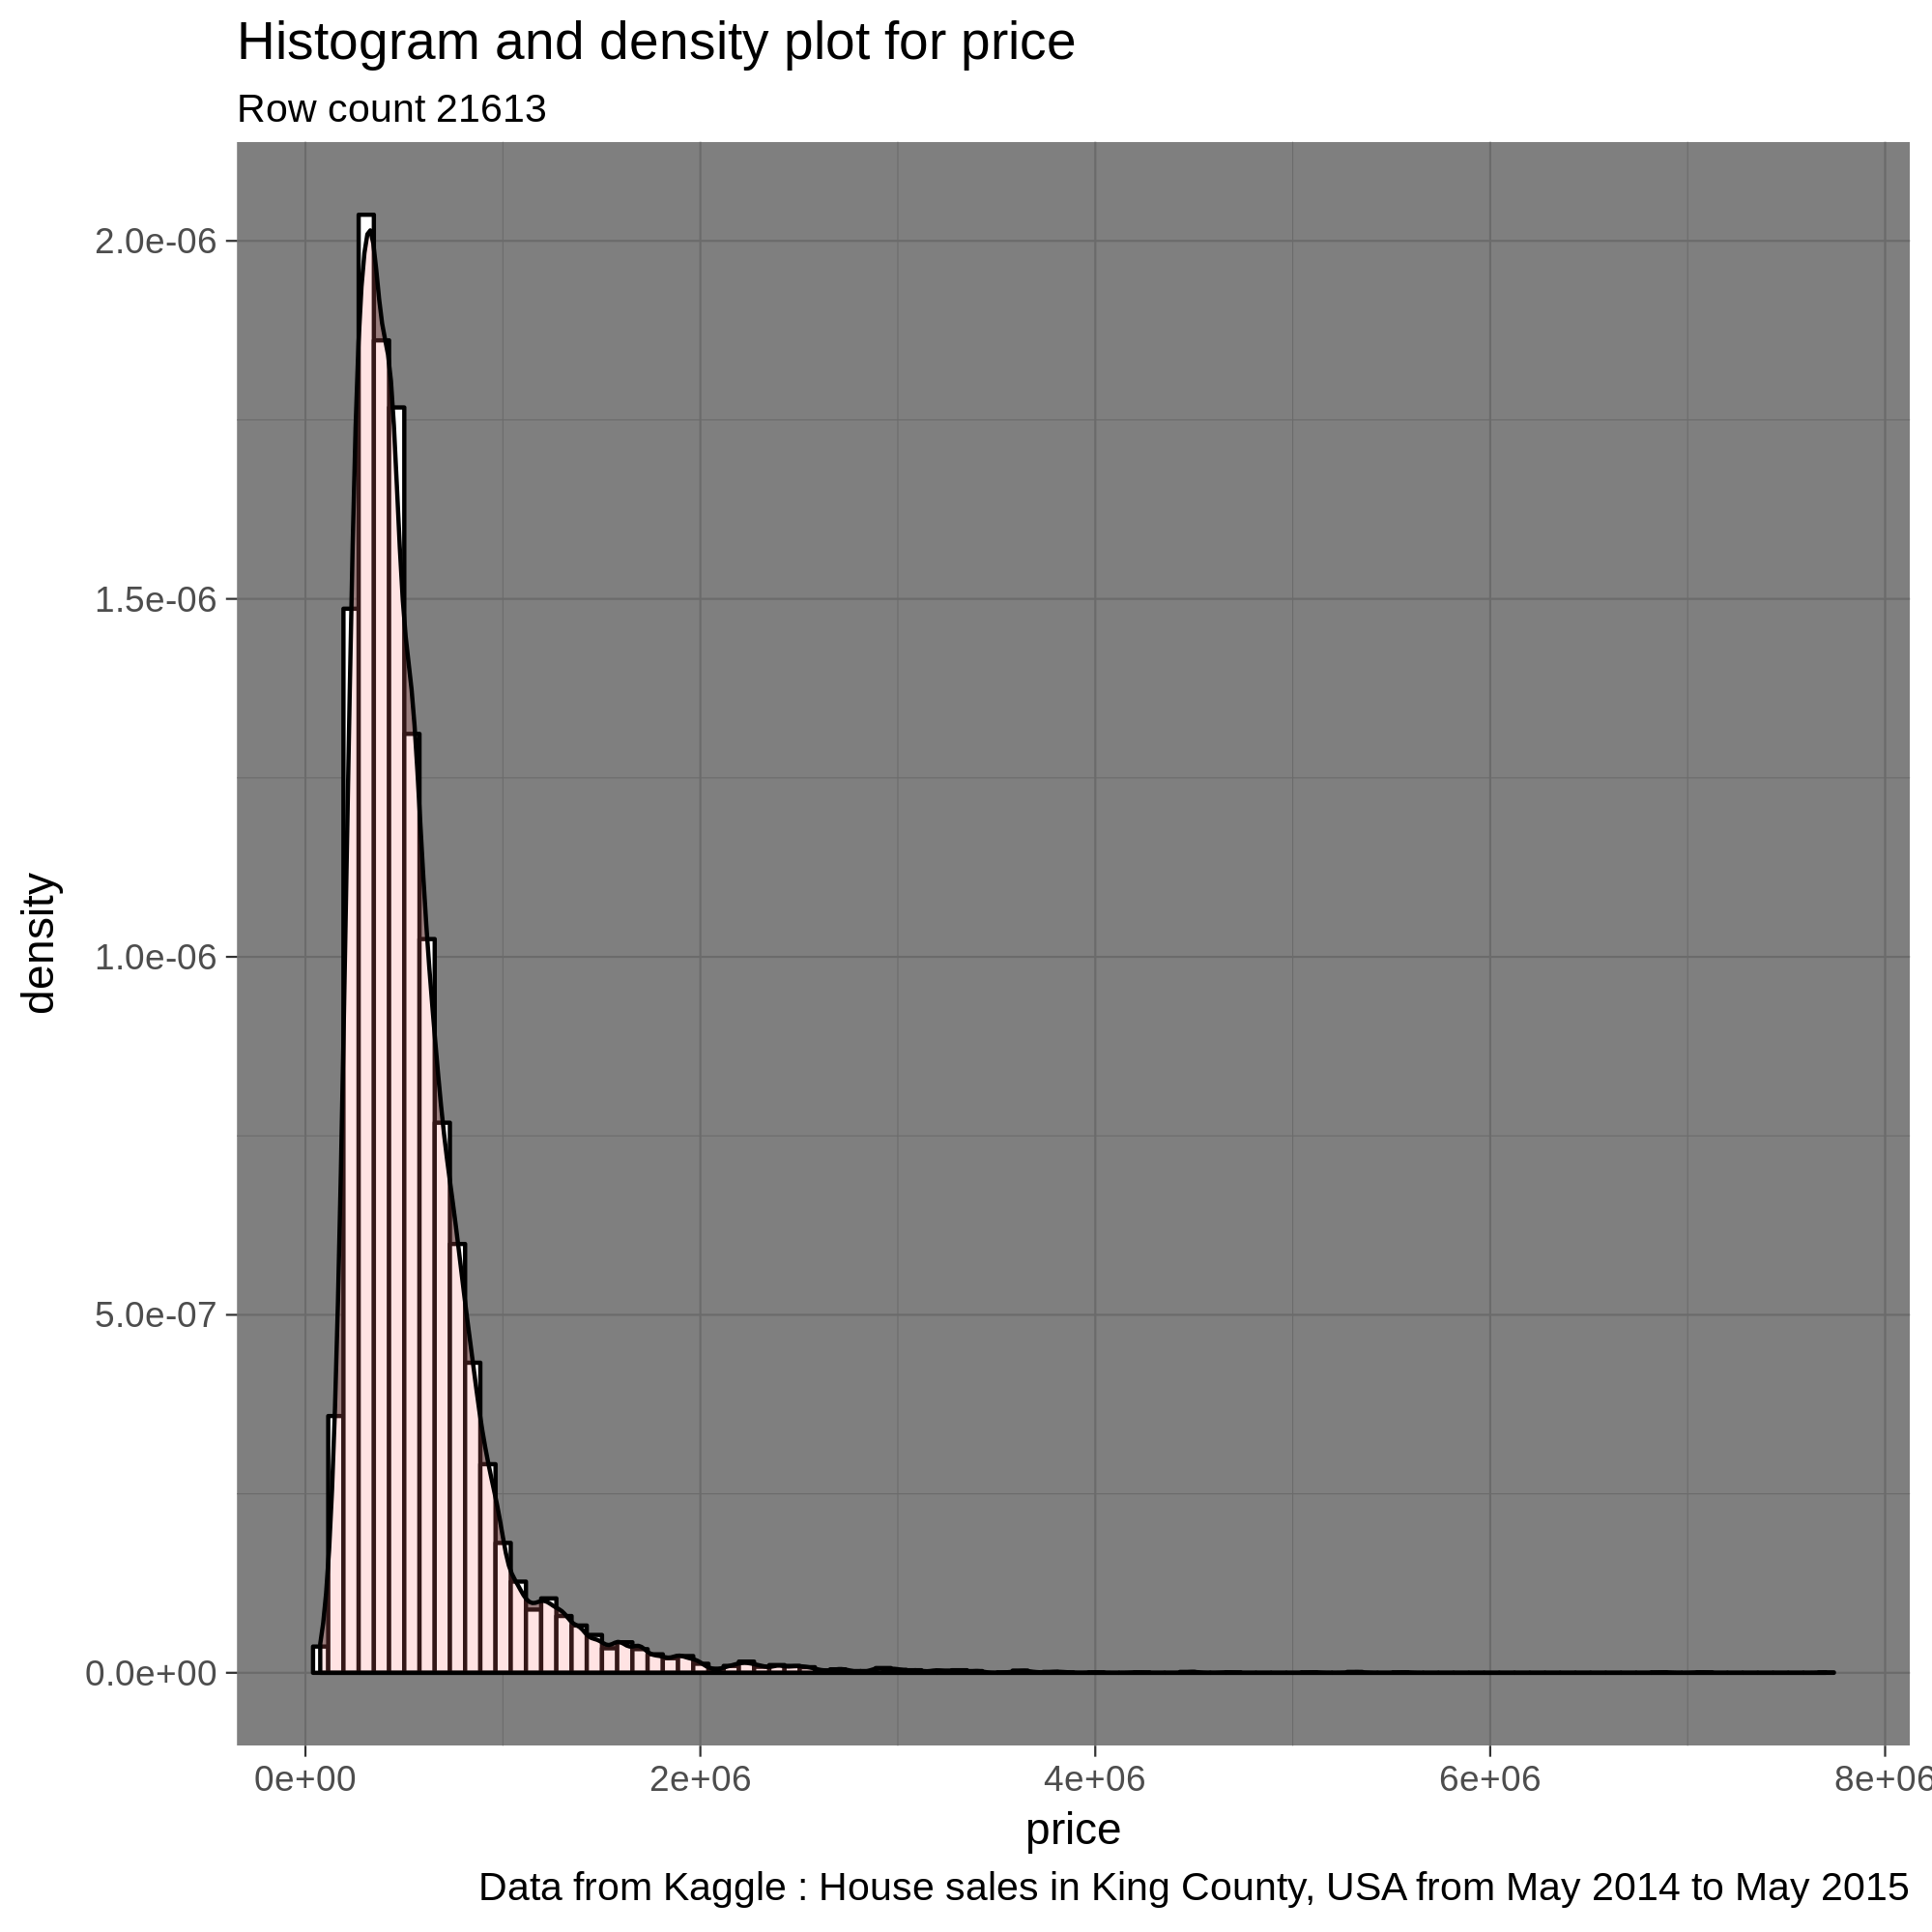 Histogram and density plot for price
Row count 21613
density
2.0e-06
1.5e-06
1.0e-06
5.0e-07
0.0e+00
0e+00 2e+06 4e+06 6e+06 8e+06
price
Data from Kaggle : House sales in King County, USA from May 2014 to May 2015